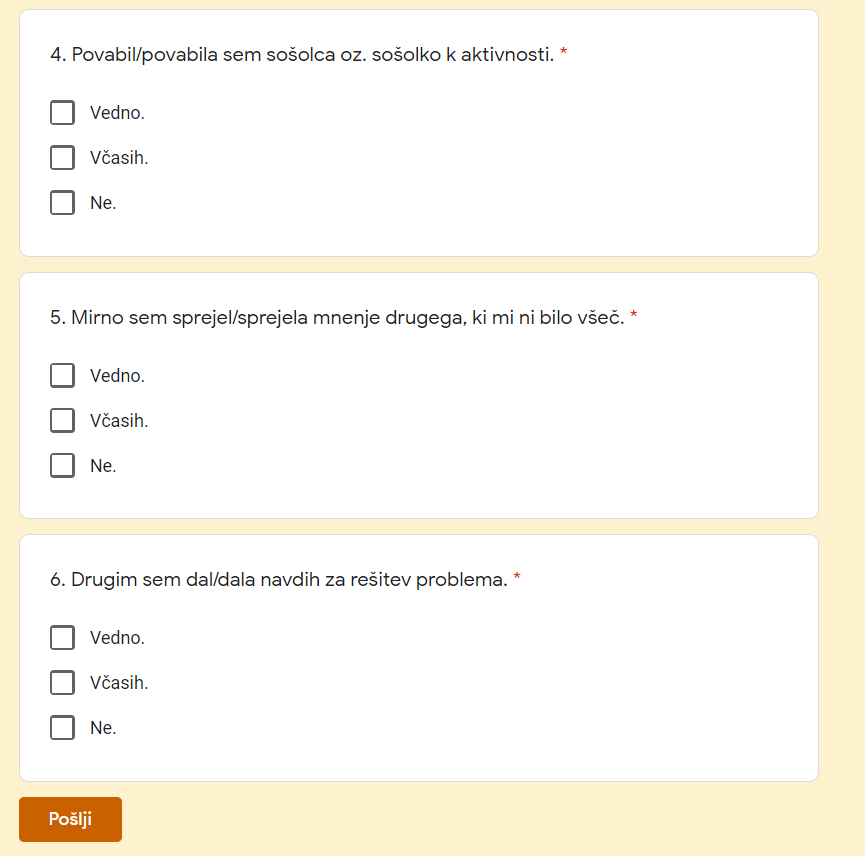 4. Povabil/povabila sem sošolca oz. sošolko k aktivnosti. *
Vedno.
Včasih.
Ne.
5. Mirno sem sprejel/sprejela mnenje drugega, ki mi ni bilo všeč. *
Vedno.
Včasih.
Ne.
6. Drugim sem dal/dala navdih za rešitev problema. *
Vedno.
Včasih.
Ne.
Pošlji